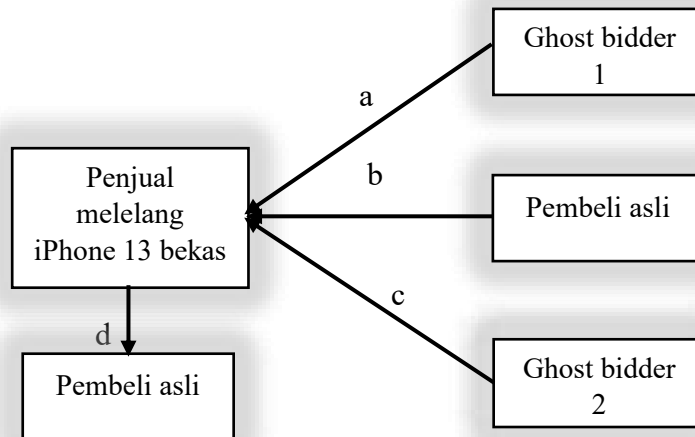 Ghost bidder
1
a
Penjual
melelang
iPhone 13 bekas
b
Pembeli asli
c
d
Pembeli asli
Ghost bidder
2